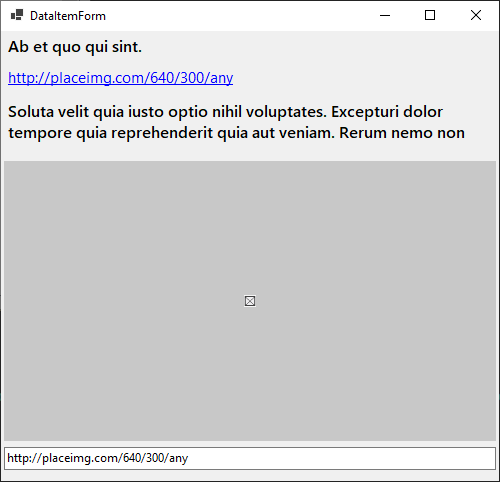 DataItemForm
Ab et quo qui sint.
http://placeimg.com/640/300/any
Soluta velit quia iusto optio nihil voluptates. Excepturi dolor
tempore quia reprehenderit quia aut veniam. Rerum nemo non
http://placeimg.com/640/300/any